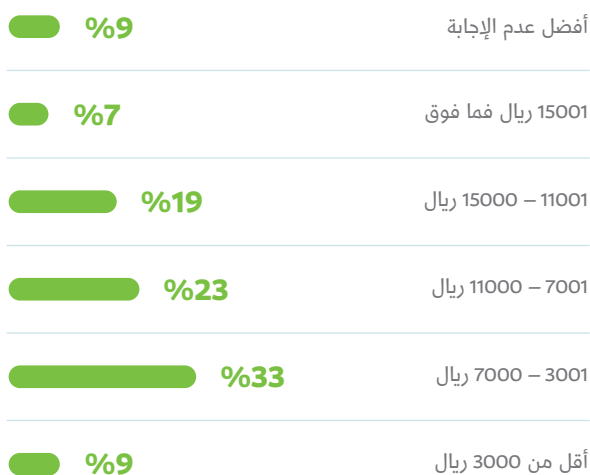 أفضل عدم الإجابة %9
15001 ريال فما فوق %7
11001 – 15000 ريال %19
7001 – 11000 ريال %23
3001 – 7000 ريال %33
أقل من 3000 ريال %9